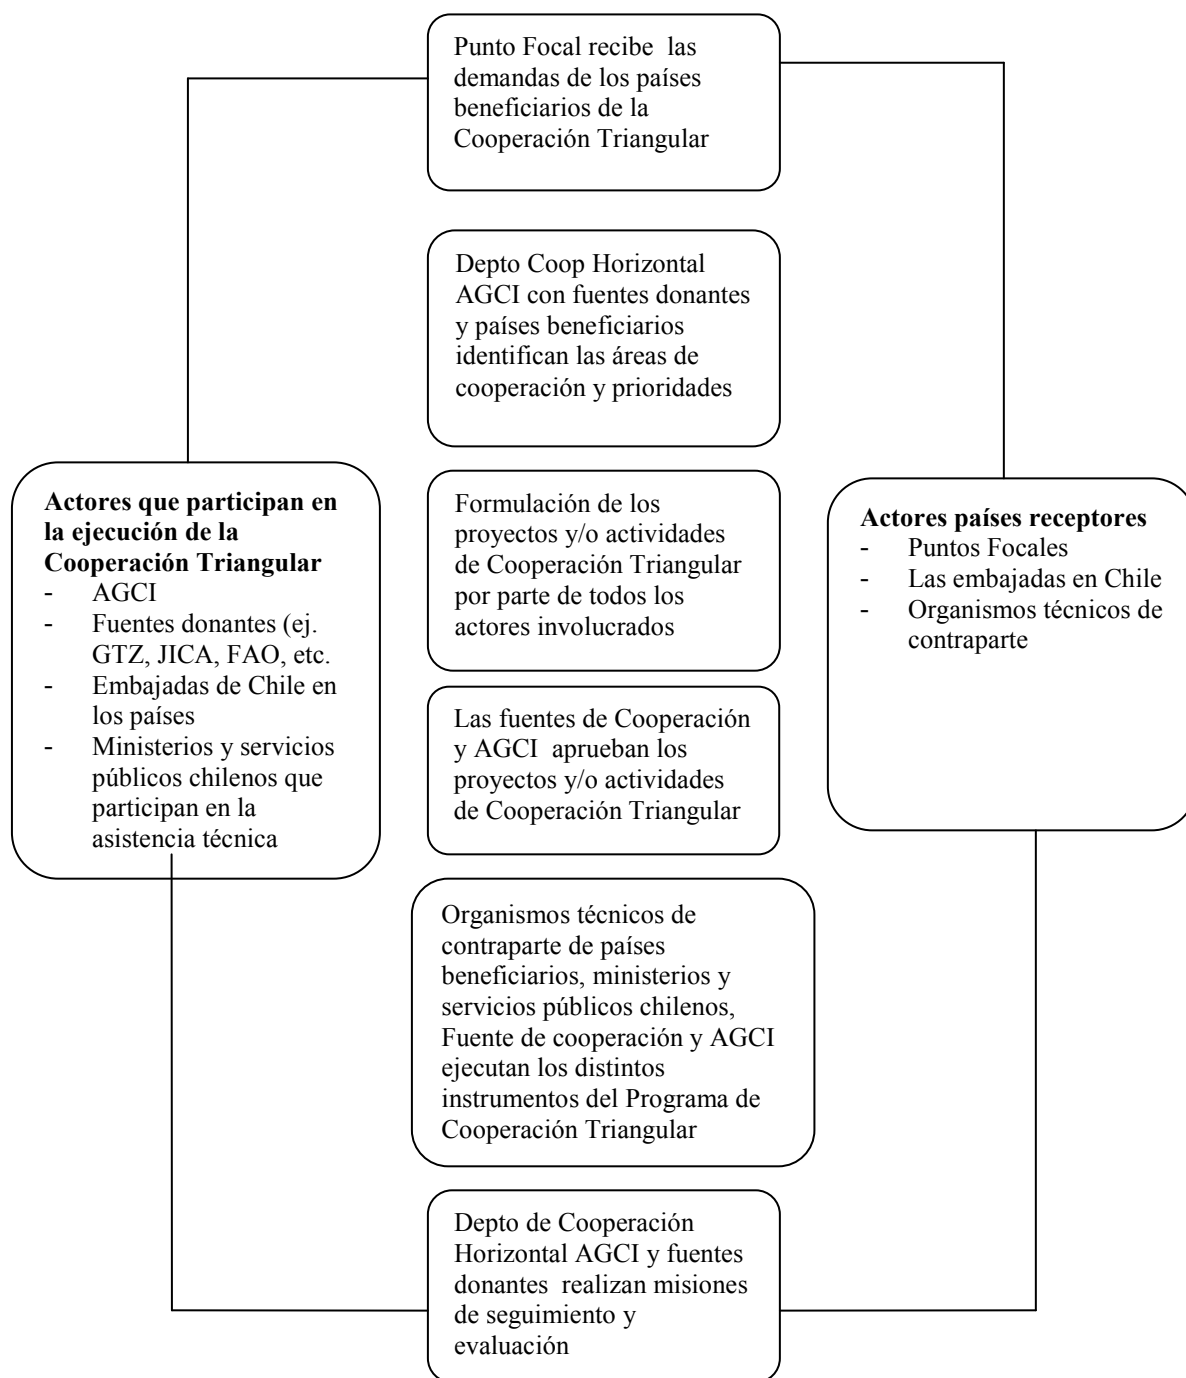 Punto Focal recibe las
demandas de los países
beneficiarios de la
Cooperación Triangular
Depto Coop Horizontal
AGCI con fuentes donantes
y países beneficiarios
identifican las áreas de
cooperación y prioridades
Actores que participan en
la ejecución de la
Cooperación Triangular
- AGCI
- Fuentes donantes (ej.
GTZ, JICA, FAO, etc.
- Embajadas de Chile en
los países
- Ministerios y servicios
públicos chilenos que
participan en la
asistencia técnica
Formulación de los
proyectos y/o actividades
de Cooperación Triangular
por parte de todos los
actores involucrados
Actores países receptores
- Puntos Focales
- Las embajadas en Chile
- Organismos técnicos de
contraparte
Las fuentes de Cooperación
y AGCI aprueban los
proyectos y/o actividades
de Cooperación Triangular
Organismos técnicos de
contraparte de países
beneficiarios, ministerios y
servicios públicos chilenos,
Fuente de cooperación y AGCI
ejecutan los distintos
instrumentos del Programa de
Cooperación Triangular
Depto de Cooperación
Horizontal AGCI y fuentes
donantes realizan misiones
de seguimiento y
evaluación